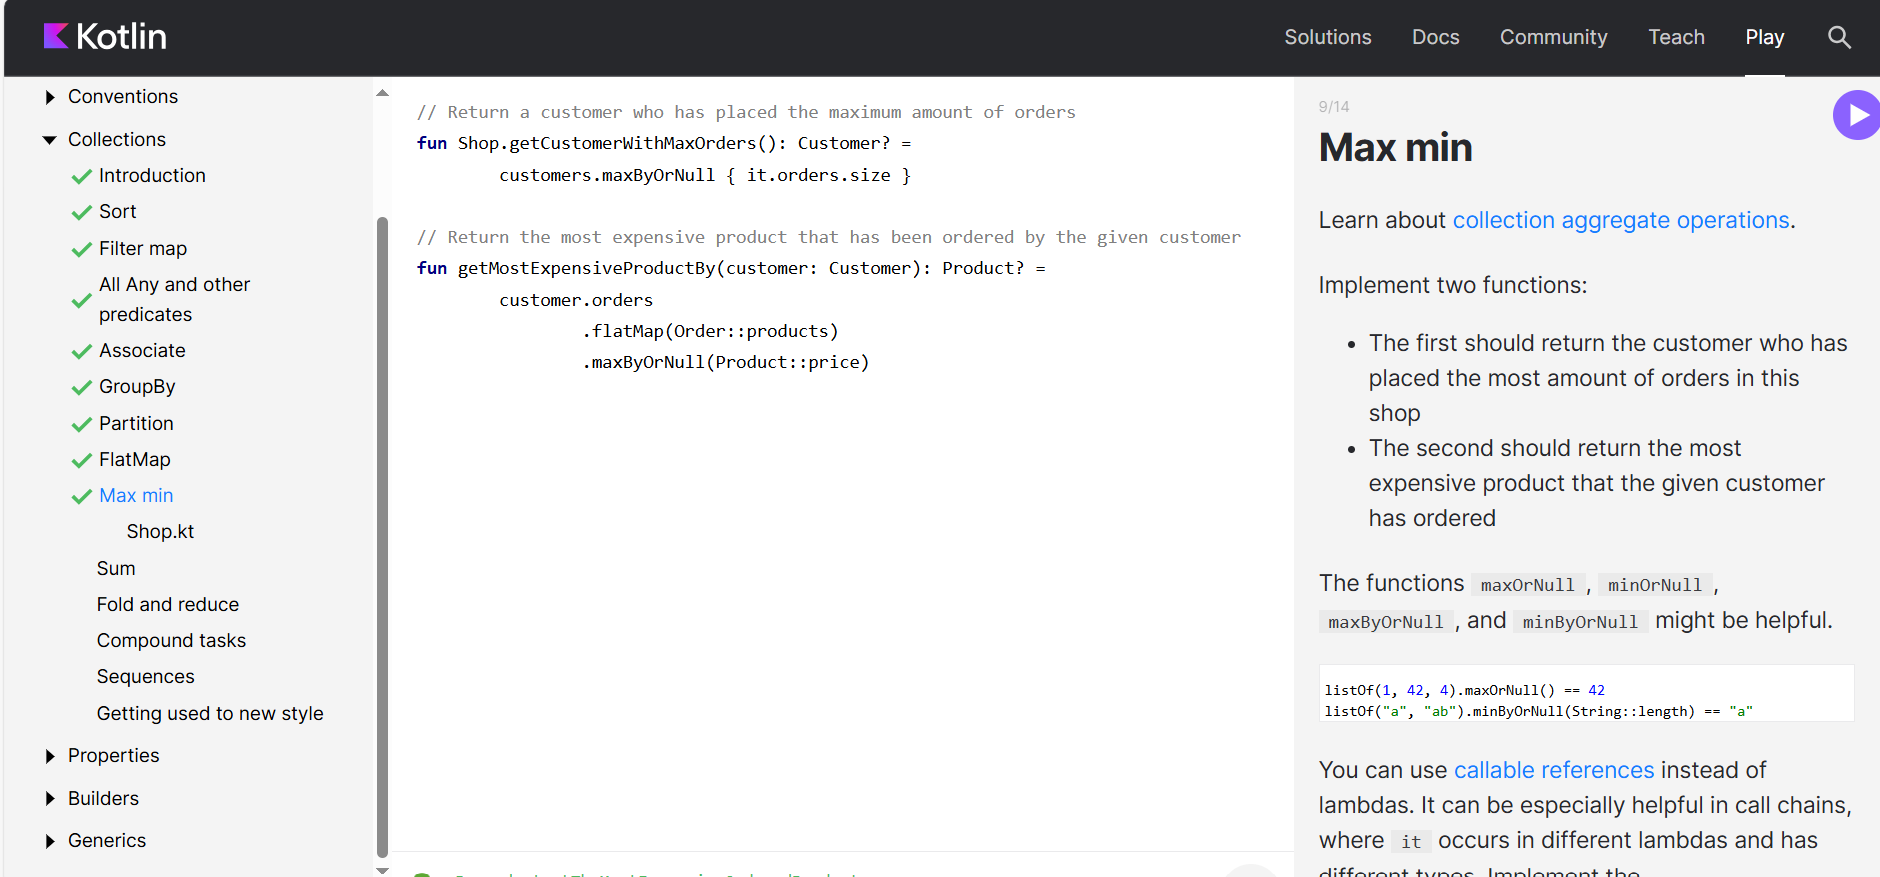 Kotlin
Solutions
Docs
Community
Teach
Play
Conventions
Collections
Introduction
Sort
Filter map
All Any and other
predicates
Associate
GroupBy
Partition
FlatMap
Max min
Shop.kt
Sum
Fold and reduce
Compound tasks
Sequences
Getting used to new style
Properties
Builders
Generics
// Return a customer who has placed the maximum amount of orders
fun Shop.getCustomerWithMaxOrders(): Customer? =
customers.maxByOrNull { it.orders.size }
// Return the most expensive product that has been ordered by the given customer
fun getMostExpensiveProductBy(customer: Customer): Product? =
customer.orders
.flatMap(Order::products)
.maxByOrNull(Product::price)
9/14
Max min
Learn about collection aggregate operations.
Implement two functions:
• The first should return the customer who has
placed the most amount of orders in this
shop
• The second should return the most
expensive product that the given customer
has ordered
The functions maxOrNull , minOrNull ,
maxByOrNull , and minByOrNull might be helpful.
listOf(1, 42, 4).maxOrNull() == 42
listOf("a", "ab").minByOrNull(String::length) == "a"
You can use callable references instead of
lambdas. It can be especially helpful in call chains,
where it occurs in different lambdas and has
different types. Implement the